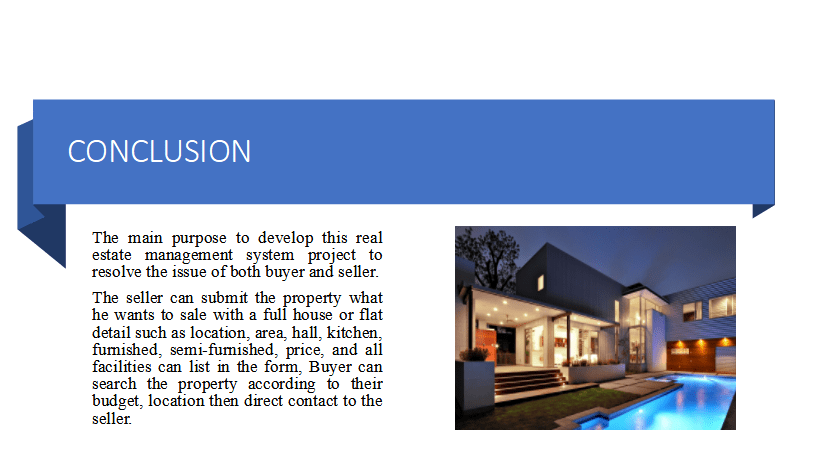 CONCLUSION
The main purpose to develop this real
estate management system project to
resolve the issue of both buyer and seller.
The seller can submit the property what
he wants to sale with a full house or flat
detail such as location, area, hall, kitchen,
furnished, semi-furnished, price, and all
facilities can list in the form, Buyer can
search the property according to their
budget, location then direct contact to the
seller.